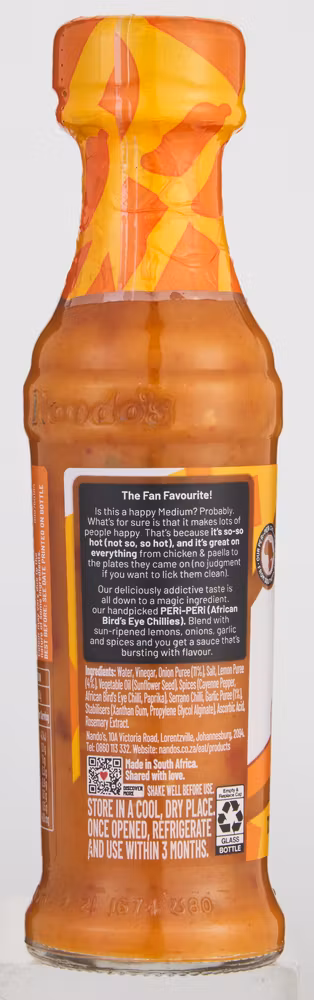 Nando's
BEST BEFORE: SEE DATE PRINTED ON BOTTLE
The Fan Favourite!
Is this a happy Medium? Probably.
What's for sure is that it makes lots of
people happy. That's because it's so-so
hot (not so, so hot), and it's great on
everything from chicken & paella to
the plates they came on (no judgment
if you want to lick them clean).
Our deliciously addictive taste is
all down to a magic ingredient,
our handpicked PERi-PERi (African
Bird's Eye Chillies). Blend with
sun-ripened lemons, onions, garlic
and spices and you get a sauce that's
bursting with flavour.
Ingredients: Water, Vinegar, Onion Puree (11%), Salt, Lemon Puree
(4%), Vegetable Oil (Sunflower Seed), Spices (Cayenne Pepper,
African Bird's Eye Chilli, Paprika), Serrano Chilli, Garlic Puree (1%),
Stabilisers (Xanthan Gum, Propylene Glycol Alginate), Ascorbic Acid,
Rosemary Extract.
Nando's, 10A Victoria Road, Lorentzville, Johannesburg, 2094.
Tel: 0860 113 332. Website: nandos.co.za/eat/products
Made in South Africa.
Shared with love.
DISCOVER
MORE
SHAKE WELL BEFORE USE.
STORE IN A COOL, DRY PLACE.
ONCE OPENED, REFRIGERATE
AND USE WITHIN 3 MONTHS.
Empty &
Replace Cap
GLASS
BOTTLE